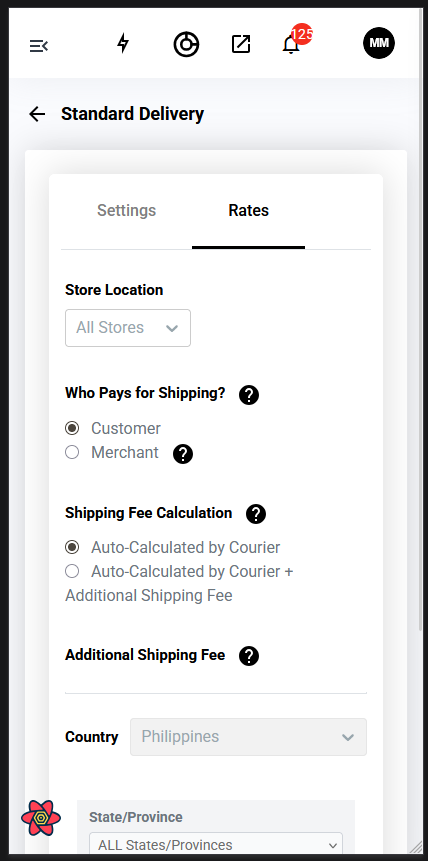 125
MM
Standard Delivery
Settings
Rates
Store Location
All Stores
Who Pays for Shipping?
?
Customer
Merchant
?
Shipping Fee Calculation
?
Auto-Calculated by Courier
Auto-Calculated by Courier +
Additional Shipping Fee
Additional Shipping Fee
?
Country
Philippines
State/Province
ALL States/Provinces